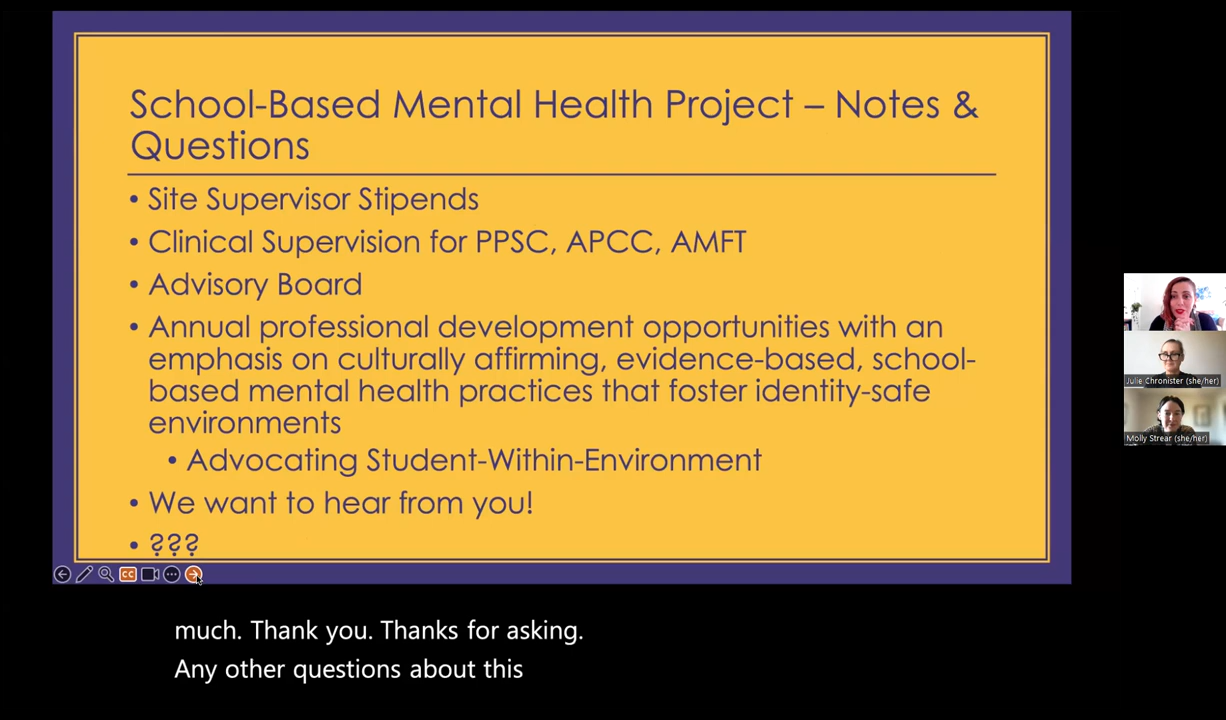 School-Based Mental Health Project – Notes &
Questions
• Site Supervisor Stipends
• Clinical Supervision for PPSC, APCC, AMFT
• Advisory Board
• Annual professional development opportunities with an
emphasis on culturally affirming, evidence-based, school-
based mental health practices that foster identity-safe
environments
• Advocating Student-Within-Environment
• We want to hear from you!
• ???
CC
Julie Chronister (she/her)
Molly Strear (she/her)
much. Thank you. Thanks for asking.
Any other questions about this